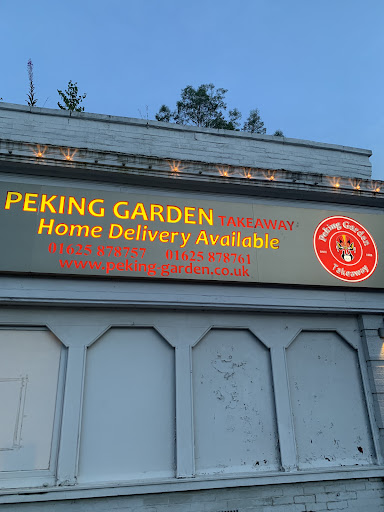 PEKING GARDEN TAKEAWAY
Home Delivery Available
01625 878757 01625 878761
www.peking-garden.co.uk
Peking Garden
Takeaway